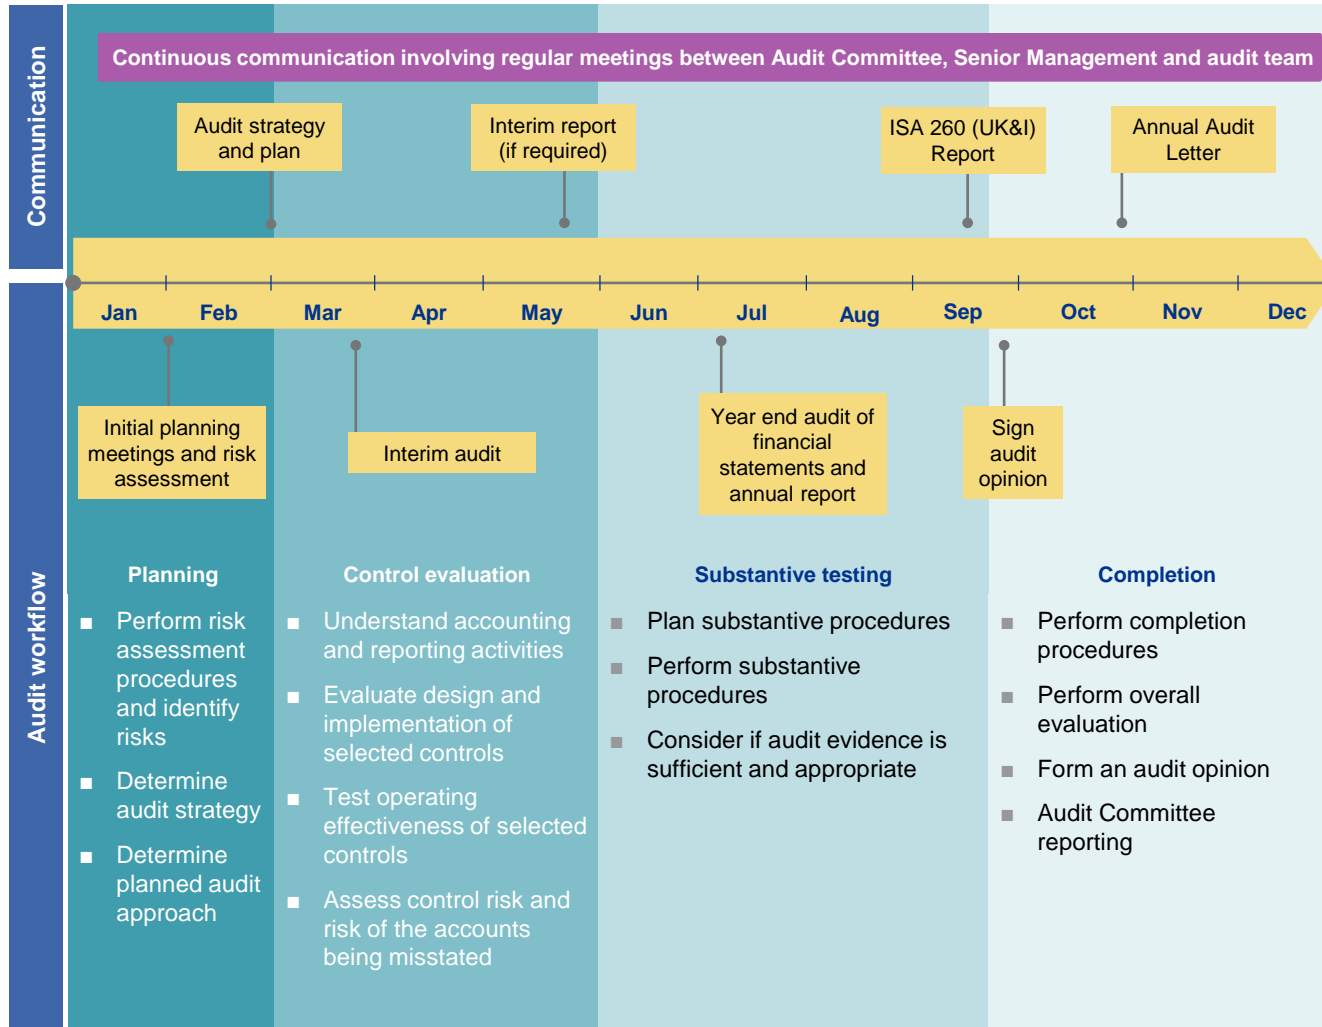 Communication
Continuous communication involving regular meetings between Audit Committee, Senior Management and audit team
Audit strategy
and plan
Interim report
(if required)
ISA 260 (UK&I)
Report
Annual Audit
Letter
Jan Feb Mar Apr May Jun Jul Aug Sep Oct Nov Dec
Audit workflow
Initial planning
meetings and risk
assessment
Interim audit
Year end audit of
financial
statements and
annual report
Sign
audit
opinion
Planning
■ Perform risk
assessment
procedures
and identify
risks
■ Determine
audit strategy
■ Determine
planned audit
approach
Control evaluation
■ Understand accounting
and reporting activities
■ Evaluate design and
implementation of
selected controls
■ Test operating
effectiveness of selected
controls
■ Assess control risk and
risk of the accounts
being misstated
Substantive testing
■ Plan substantive procedures
■ Perform substantive
procedures
■ Consider if audit evidence is
sufficient and appropriate
Completion
■ Perform completion
procedures
■ Perform overall
evaluation
■ Form an audit opinion
■ Audit Committee
reporting